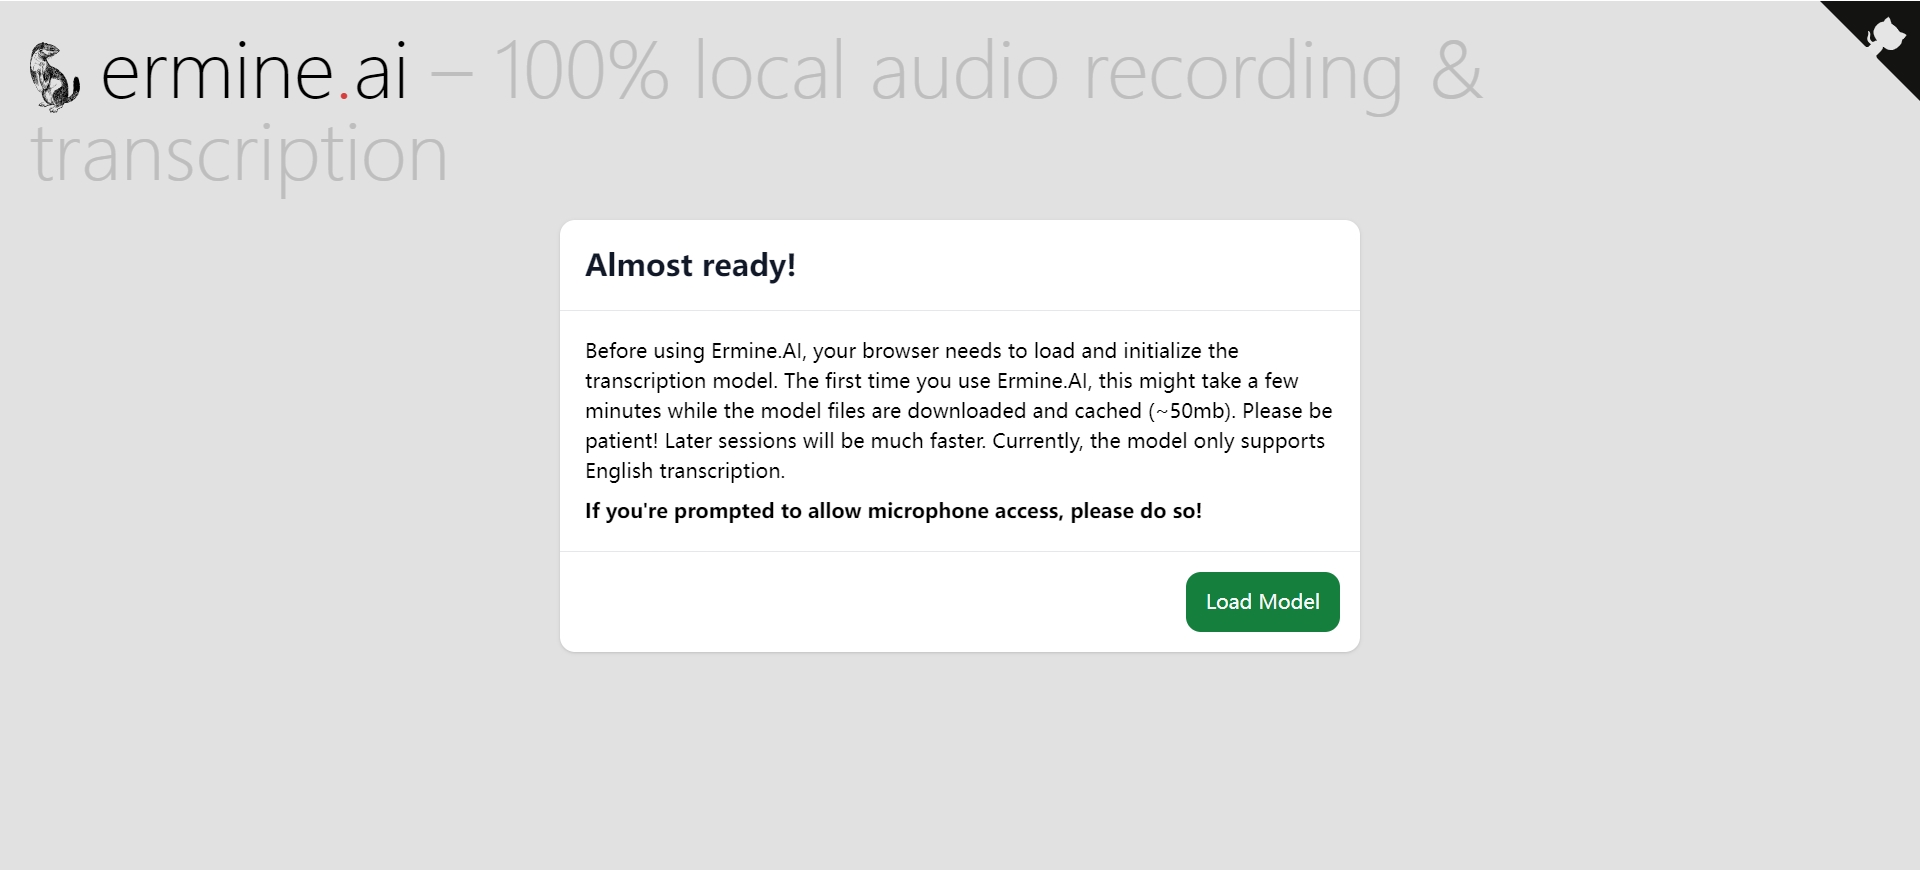 ermine.ai – 100% local audio recording &
transcription
Almost ready!
Before using Ermine.AI, your browser needs to load and initialize the
transcription model. The first time you use Ermine.AI, this might take a few
minutes while the model files are downloaded and cached (~50mb). Please be
patient! Later sessions will be much faster. Currently, the model only supports
English transcription.
If you're prompted to allow microphone access, please do so!
Load Model